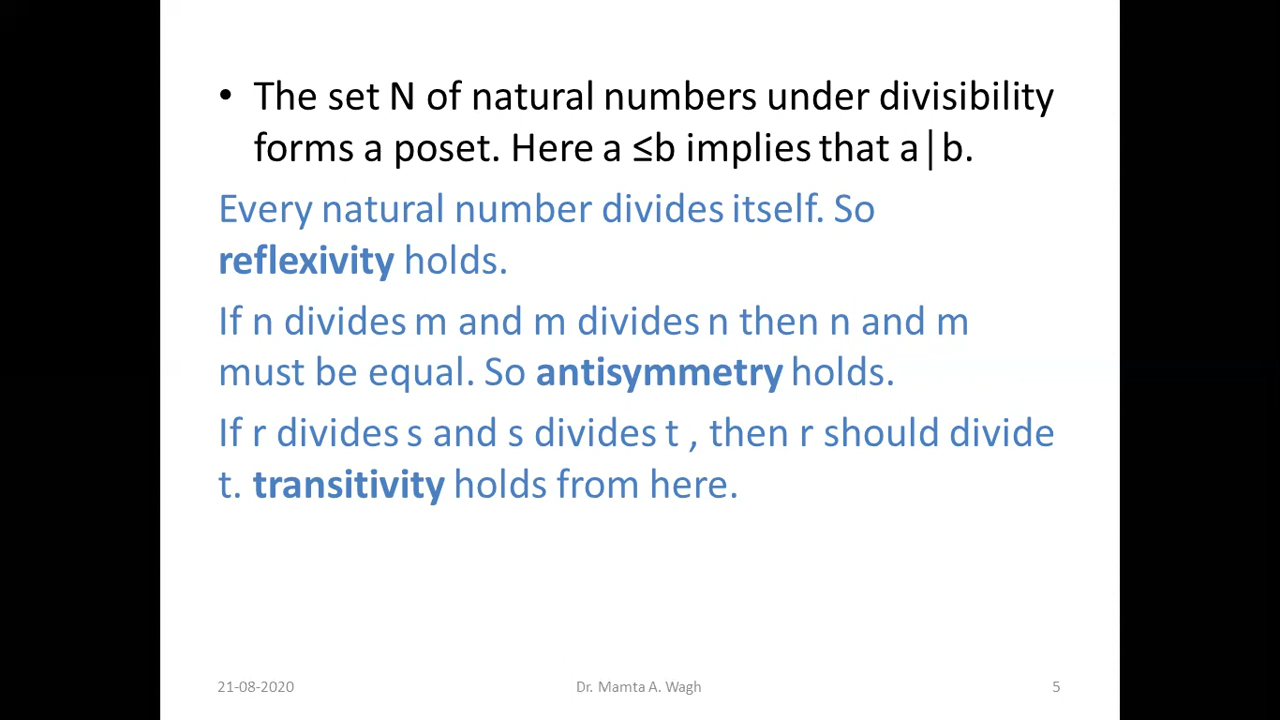 • The set N of natural numbers under divisibility
forms a poset. Here a ≤b implies that a|b.
Every natural number divides itself. So
reflexivity holds.
If n divides m and m divides n then n and m
must be equal. So antisymmetry holds.
If r divides s and s divides t , then r should divide
t. transitivity holds from here.
21-08-2020 Dr. Mamta A. Wagh 5